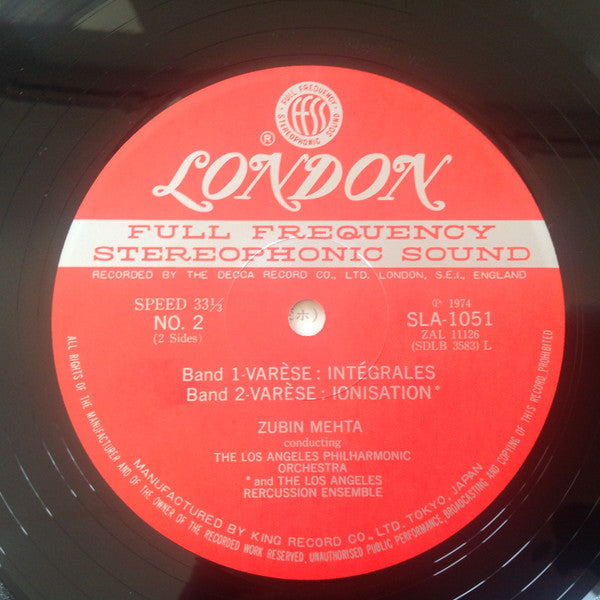 FULL FREQUENCY
FFSS
STEREOPHONIC SOUND
®
LONDON
FULL FREQUENCY
STEREOPHONIC SOUND
RECORDED BY THE DECCA RECORD CO., LTD. LONDON, S.E.I., ENGLAND
SPEED 33⅓
NO. 2
(2 Sides)
℗ 1974
SLA-1051
ZAL 11126
(SDLB 3583) L
Band 1-VARÈSE : INTÉGRALES
Band 2-VARÈSE : IONISATION*
ZUBIN MEHTA
conducting
THE LOS ANGELES PHILHARMONIC
ORCHESTRA
*and THE LOS ANGELES
RERCUSSION ENSEMBLE
MANUFACTURED BY KING RECORD CO., LTD. TOKYO, JAPAN
ALL RIGHTS OF THE MANUFACTURER AND OF THE OWNER OF THE RECORDED WORK RESERVED, UNAUTHORISED PUBLIC PERFORMANCE, BROADCASTING AND COPYING OF THIS RECORD PROHIBITED